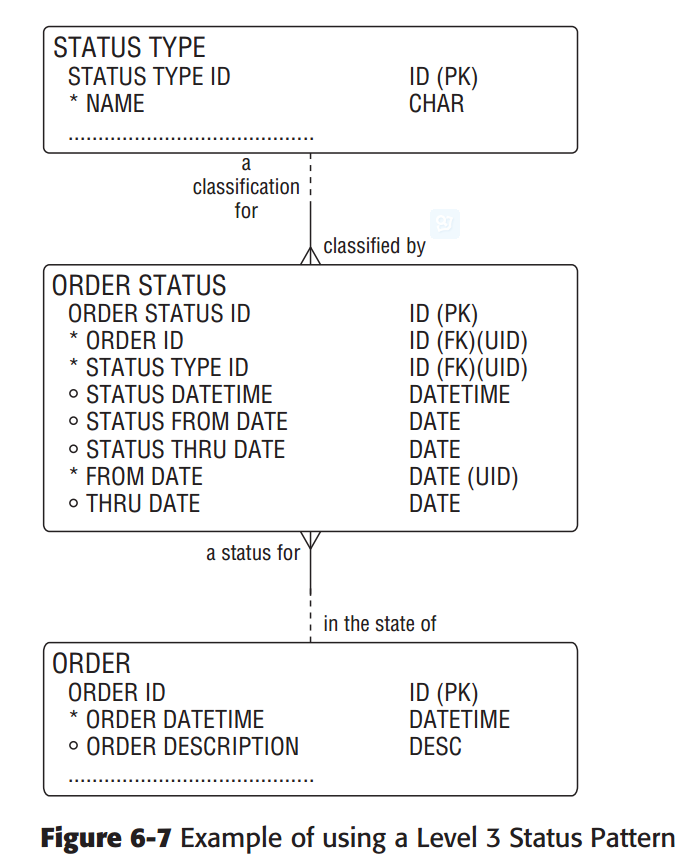 STATUS TYPE
STATUS TYPE ID ID (PK)
* NAME CHAR
a
classification
for
classified by
ORDER STATUS
ORDER STATUS ID ID (PK)
* ORDER ID ID (FK)(UID)
* STATUS TYPE ID ID (FK)(UID)
° STATUS DATETIME DATETIME
° STATUS FROM DATE DATE
° STATUS THRU DATE DATE
* FROM DATE DATE (UID)
° THRU DATE DATE
a status for
in the state of
ORDER
ORDER ID ID (PK)
* ORDER DATETIME DATETIME
° ORDER DESCRIPTION DESC
Figure 6-7 Example of using a Level 3 Status Pattern